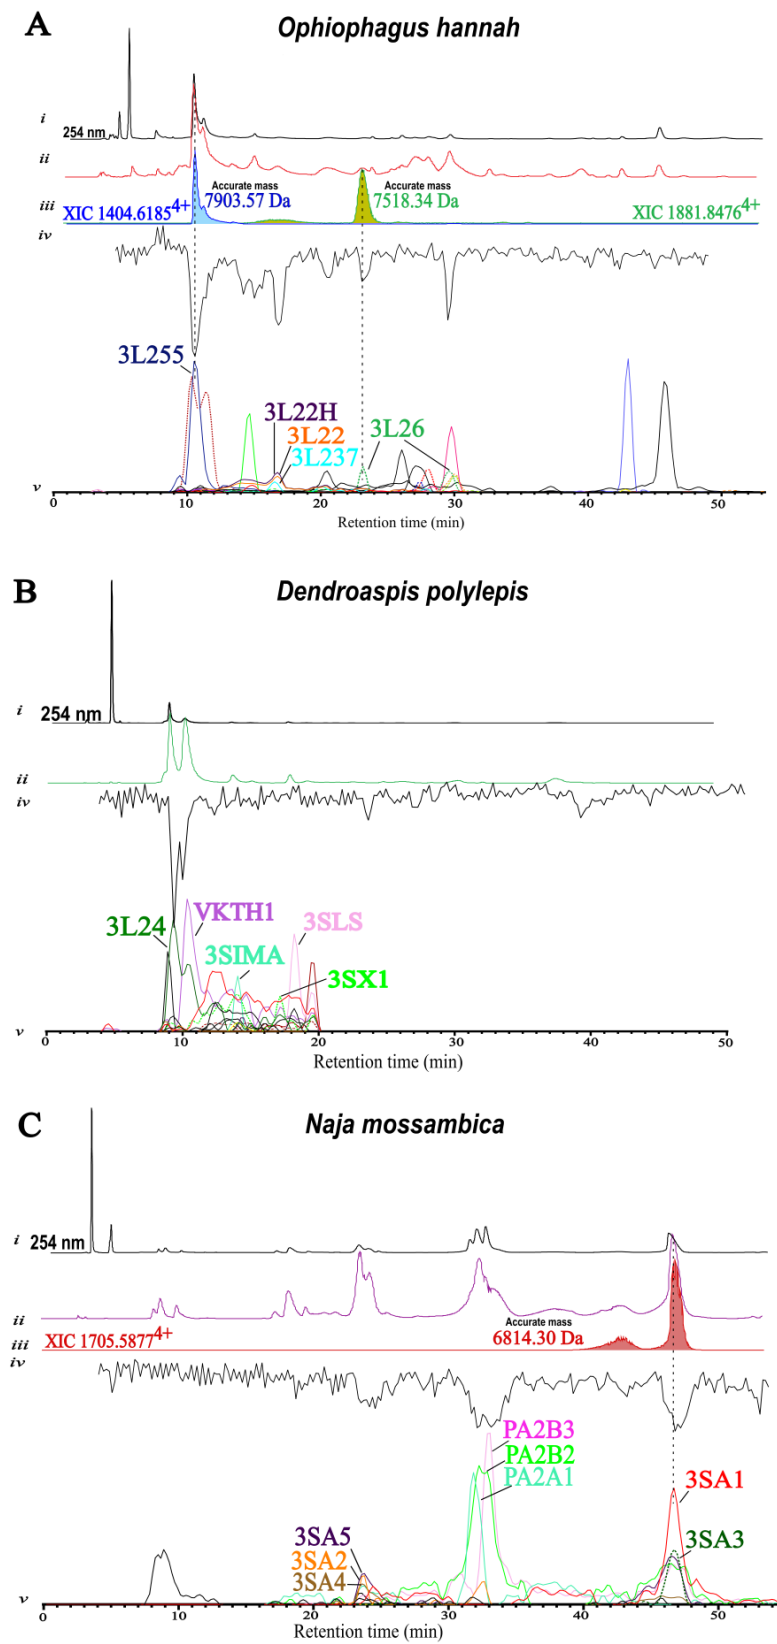 A
Ophiophagus hannah
i
254 nm
ii
Accurate mass
7903.57 Da
Accurate mass
7518.34 Da
iii
XIC 1404.6185⁴⁺
XIC 1881.8476⁴⁺
iv
3L255
3L22H
3L22
3L26
3L237
v
0 10 20 30 40 50
Retention time (min)
B
Dendroaspis polylepis
i
254 nm
ii
iv
VKTH1
3L24
3SLS
3SIMA
3SX1
v
0 10 20 30 40 50
Retention time (min)
C
Naja mossambica
i
254 nm
ii
XIC 1705.5877⁴⁺
Accurate mass
6814.30 Da
iii
iv
PA2B3
PA2B2
PA2A1
3SA1
3SA5
3SA3
3SA2
3SA4
v
0 10 20 30 40 50
Retention time (min)